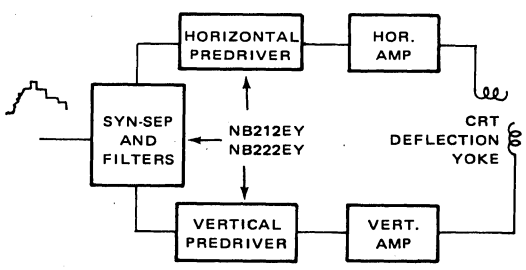 HORIZONTAL
PREDRIVER
HOR.
AMP
SYN-SEP
AND
FILTERS
NB212EY
NB222EY
CRT
DEFLECTION
YOKE
VERTICAL
PREDRIVER
VERT.
AMP